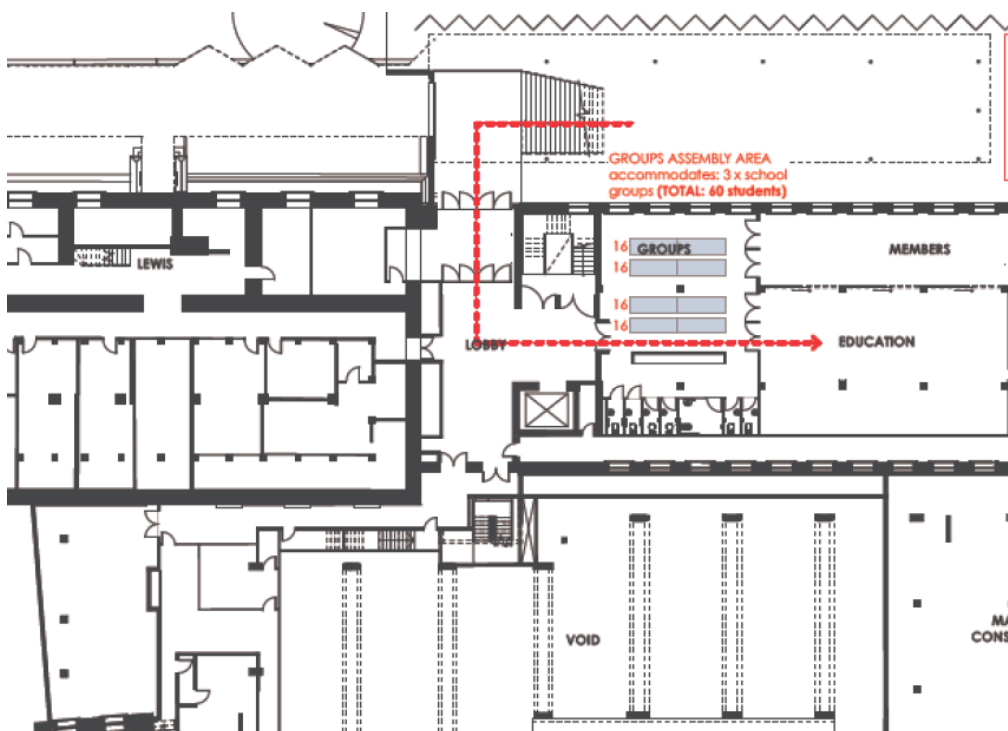 GROUPS ASSEMBLY AREA
accommodates: 3 x school
groups (TOTAL: 60 students)
16
GROUPS
MEMBERS
16
LEWIS
16
16
LOBBY
EDUCATION
VOID